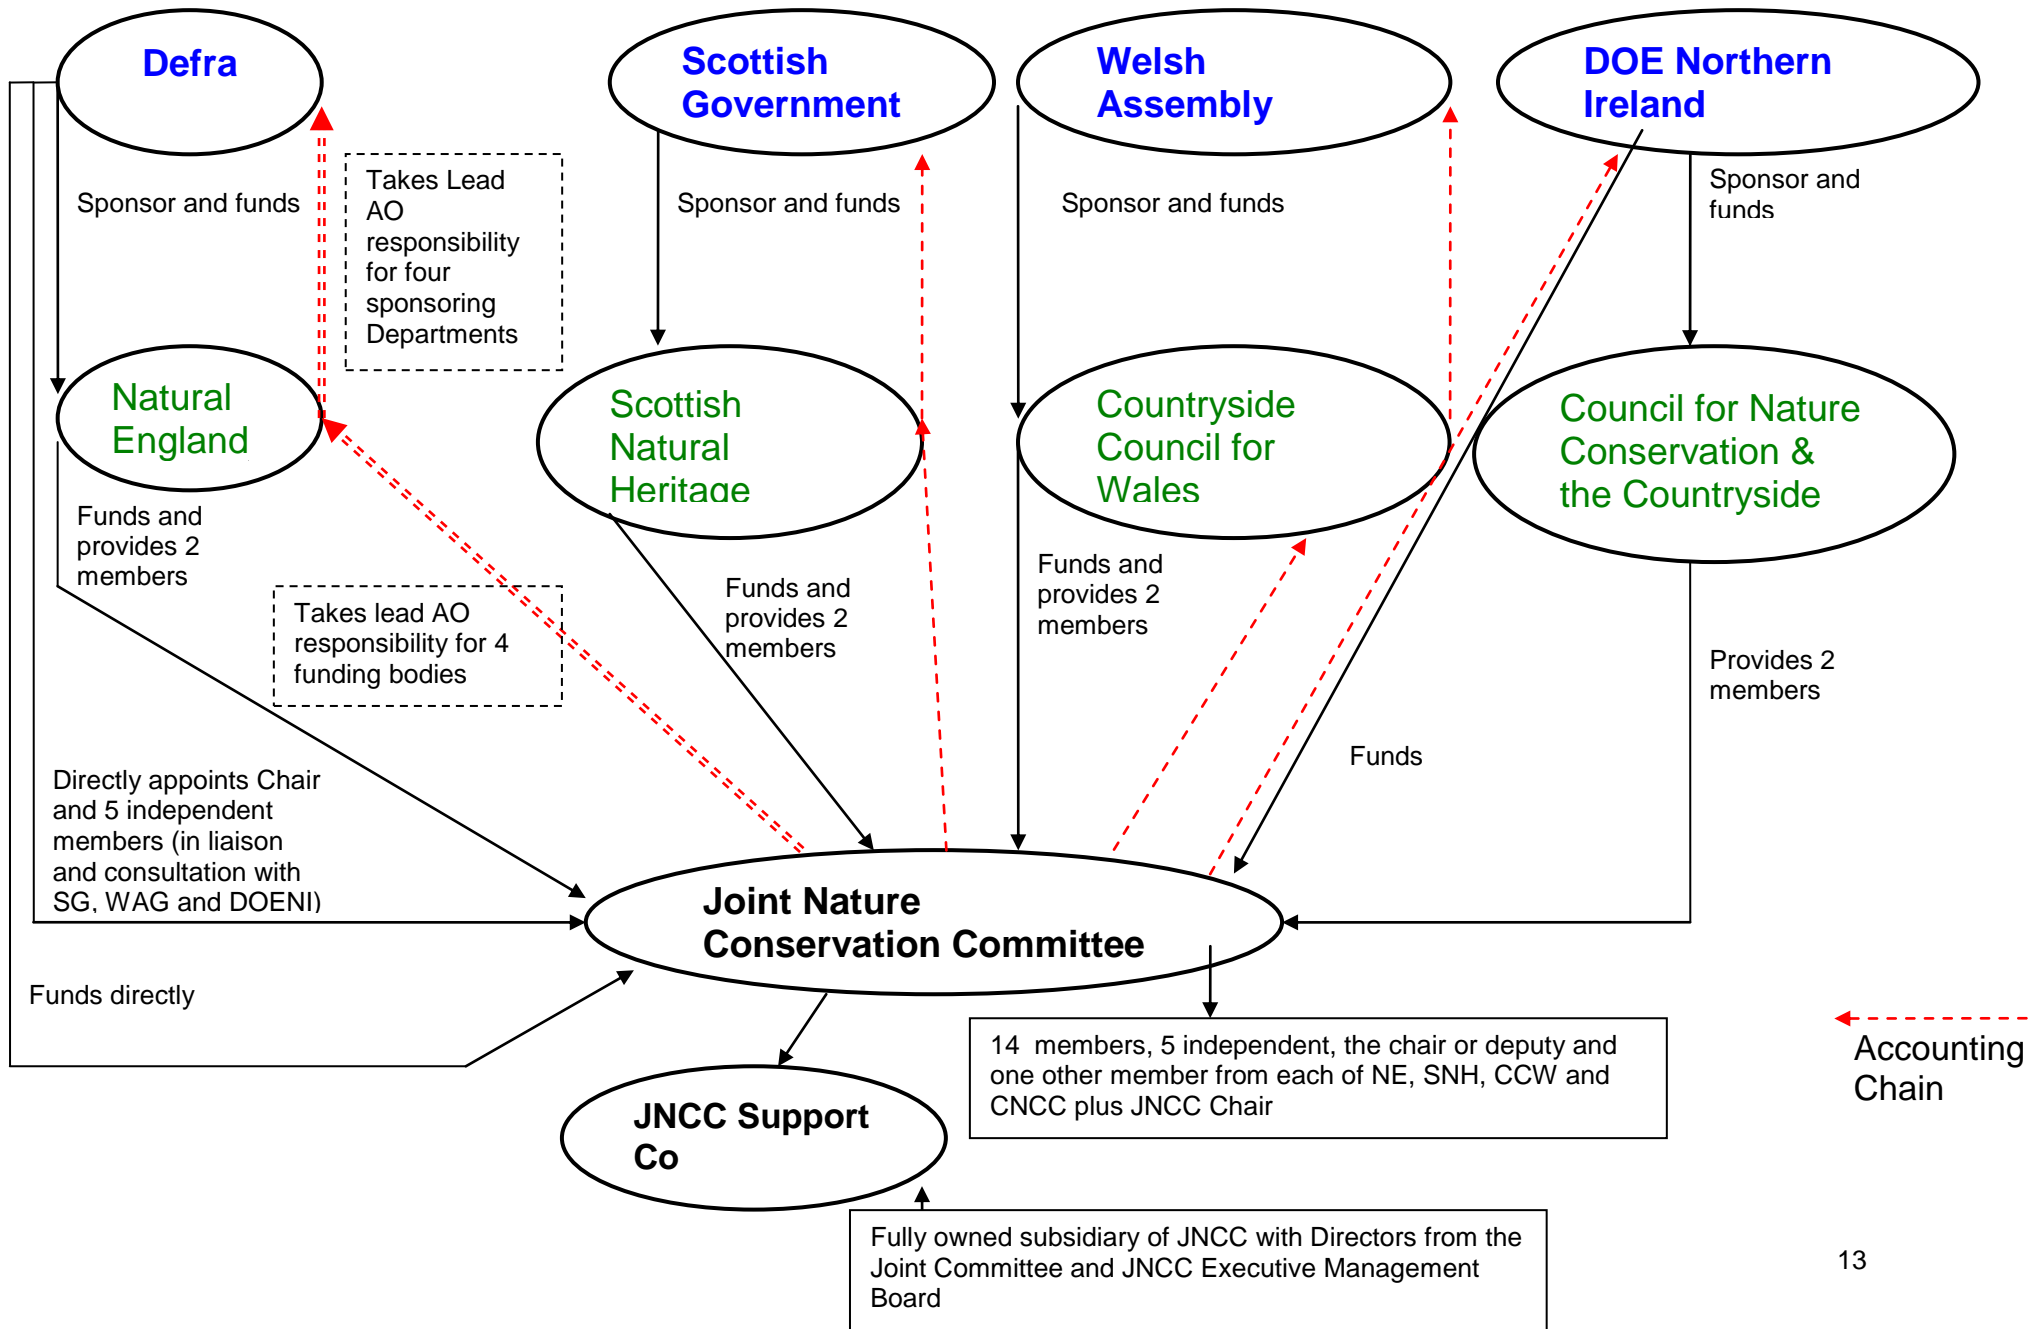 Defra
Scottish
Government
Welsh
Assembly
DOE Northern
Ireland
Sponsor and funds
Takes Lead
AO
responsibility
for four
sponsoring
Departments
Sponsor and funds
Sponsor and funds
Sponsor and
funds
Natural
England
Scottish
Natural
Heritage
Countryside
Council for
Wales
Council for Nature
Conservation &
the Countryside
Funds and
provides 2
members
Takes lead AO
responsibility for 4
funding bodies
Funds and
provides 2
members
Funds and
provides 2
members
Provides 2
members
Funds
Directly appoints Chair
and 5 independent
members (in liaison
and consultation with
SG, WAG and DOENI)
Joint Nature
Conservation Committee
Funds directly
14 members, 5 independent, the chair or deputy and
one other member from each of NE, SNH, CCW and
CNCC plus JNCC Chair
Accounting
Chain
JNCC Support
Co
Fully owned subsidiary of JNCC with Directors from the
Joint Committee and JNCC Executive Management
Board
13